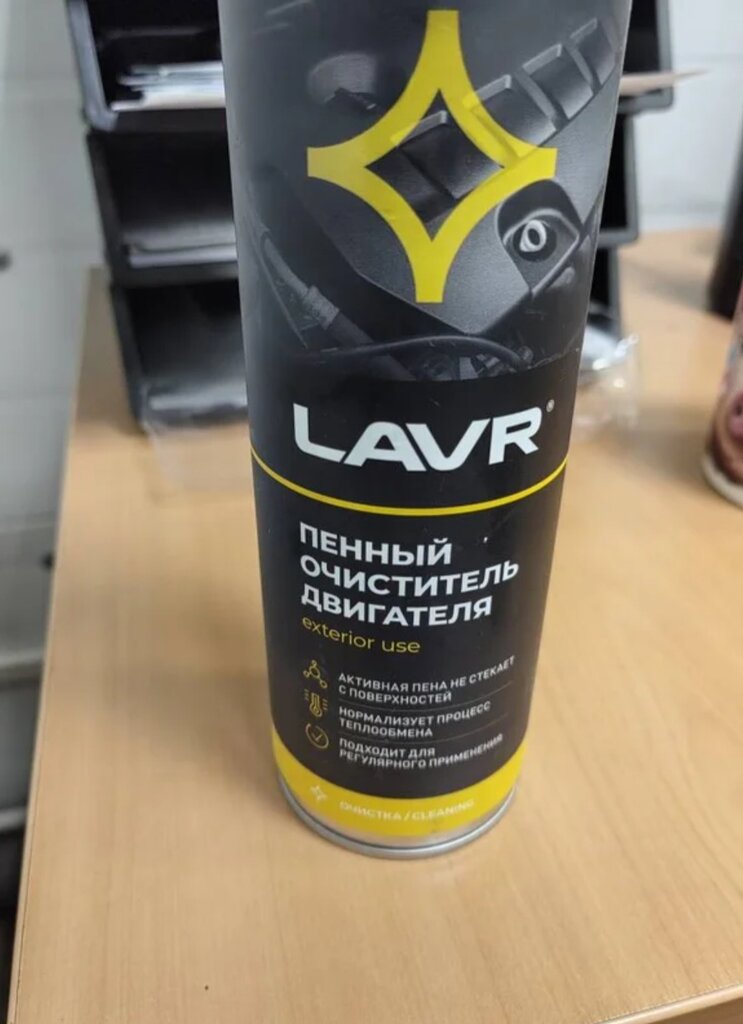 LAVR®
ПЕННЫЙ
ОЧИСТИТЕЛЬ
ДВИГАТЕЛЯ
exterior use
АКТИВНАЯ ПЕНА НЕ СТЕКАЕТ
С ПОВЕРХНОСТЕЙ
НОРМАЛИЗУЕТ ПРОЦЕСС
ТЕПЛООБМЕНА
ПОДХОДИТ ДЛЯ
РЕГУЛЯРНОГО ПРИМЕНЕНИЯ
ОЧИСТКА / CLEANING